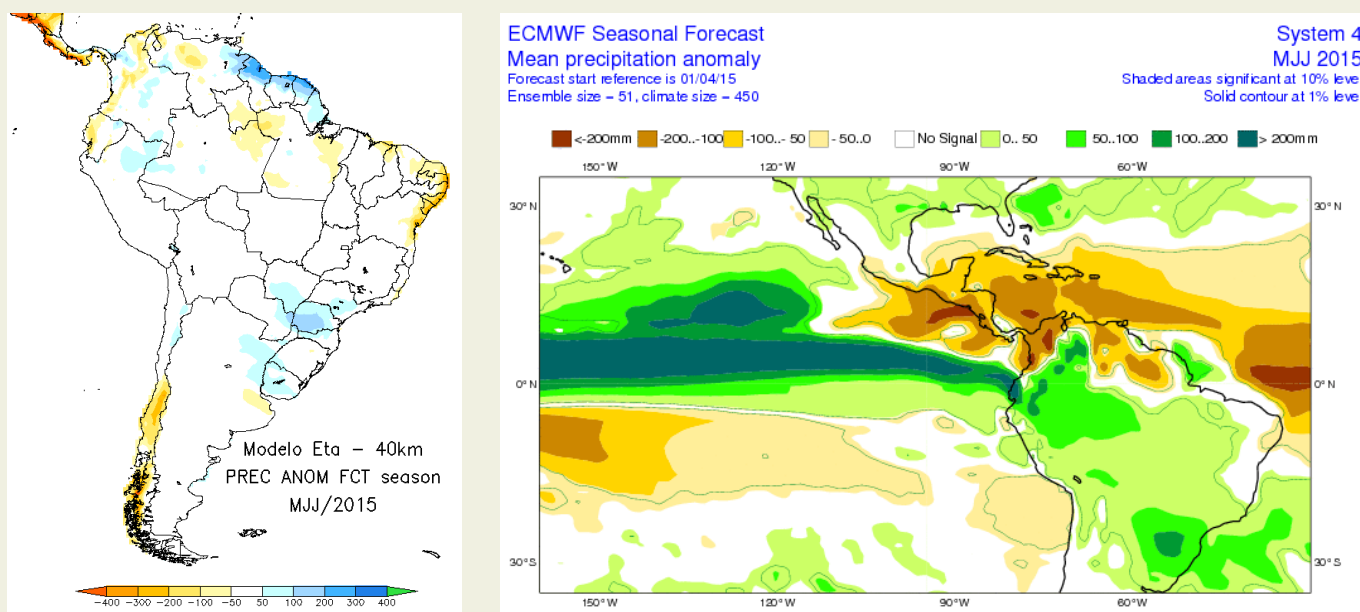 Modelo Eta - 40km
PREC ANOM FCT season
MJJ/2015
-400 -300 -200 -100 -50 50 100 200 300 400
ECMWF Seasonal Forecast
Mean precipitation anomaly
Forecast start reference is 01/04/15
Ensemble size = 51, climate size = 450
System 4
MJJ 2015
Shaded areas significant at 10% level
Solid contour at 1% level
<-200mm -200..-100 -100..- 50 - 50..0 No Signal 0.. 50 50..100 100..200 > 200mm
150°W 120°W 90°W 60°W
30°N 30°N
0°N 0°N
30°S 30°S
150°W 120°W 90°W 60°W